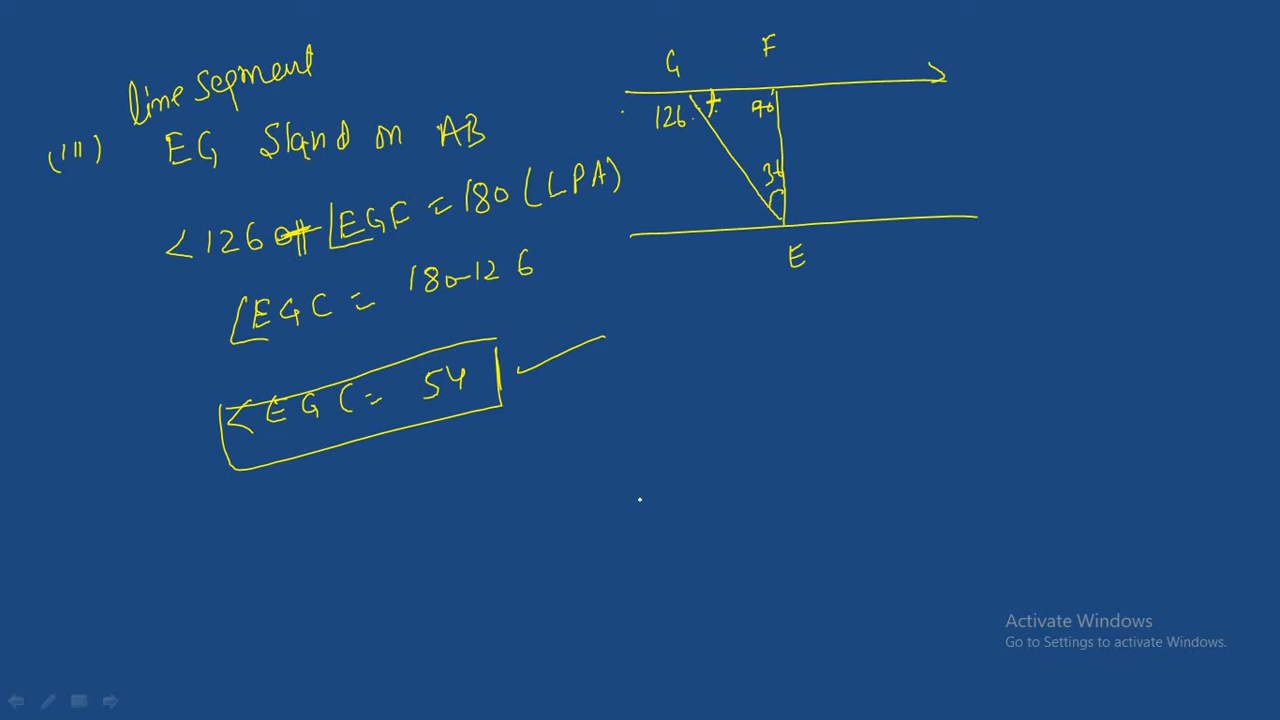 line segment
(iii) EG Stand on AB
<126 + ∠EGF = 180 (LPA)
∠EGC = 180-126
<EGC = 54
G F
126 90
36
E
Activate Windows
Go to Settings to activate Windows.